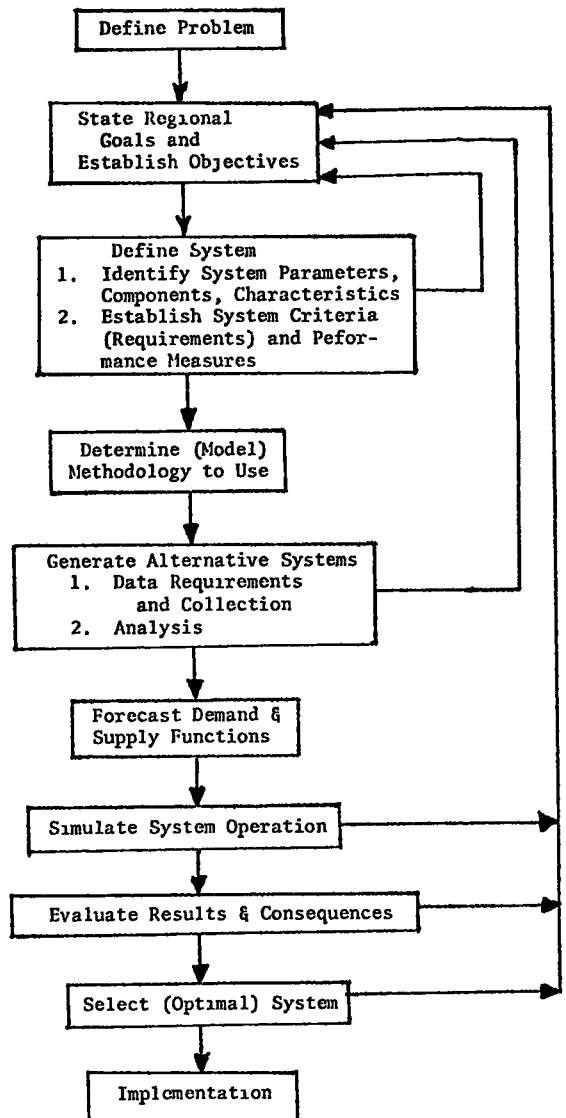 Define Problem
State Regional
Goals and
Establish Objectives
Define System
1. Identify System Parameters,
Components, Characteristics
2. Establish System Criteria
(Requirements) and Pefor-
mance Measures
Determine (Model)
Methodology to Use
Generate Alternative Systems
1. Data Requirements
and Collection
2. Analysis
Forecast Demand &
Supply Functions
Simulate System Operation
Evaluate Results & Consequences
Select (Optimal) System
Implementation